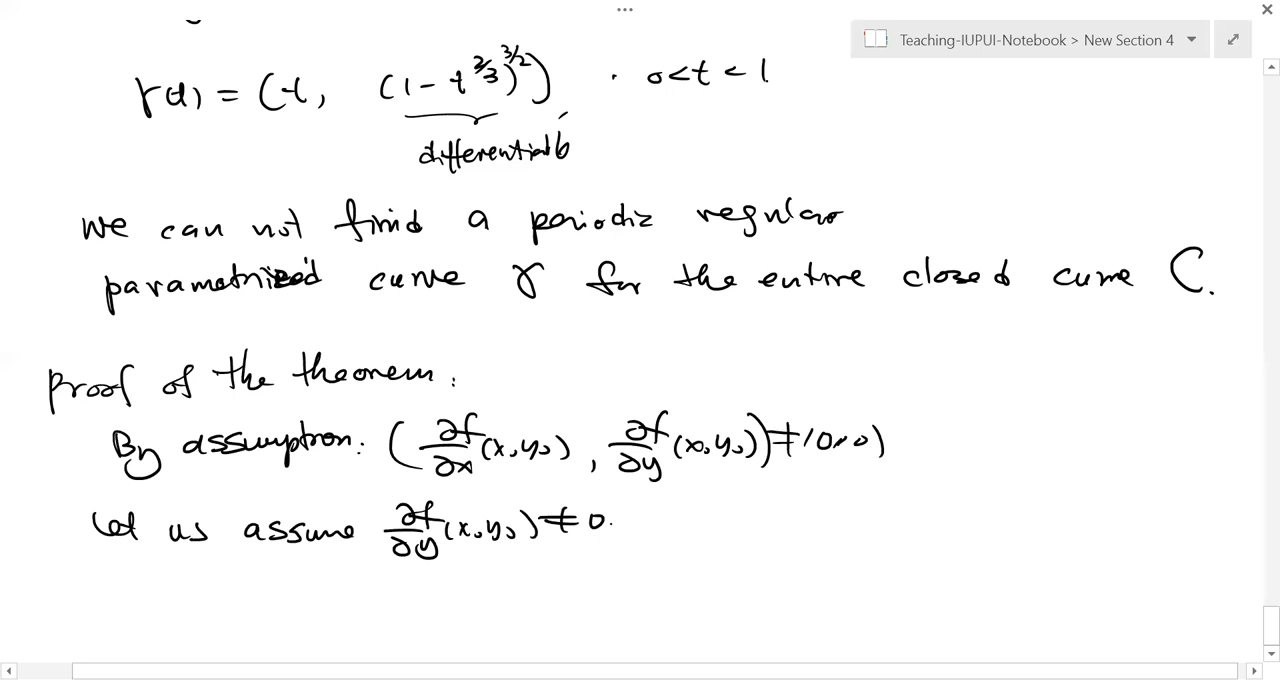 Teaching-IUPUI-Notebook > New Section 4
γ(t) = (t, (1 - t^{2/3})^{3/2}) . 0 < t < 1
differentiable
We can not find a periodic regular
parametrized curve γ for the entire closed curve C.
Proof of the theorem:
By assumption: (∂f/∂x (x₀, y₀), ∂f/∂y (x₀, y₀)) ≠ (0, 0)
Let us assume ∂f/∂y (x₀, y₀) ≠ 0.